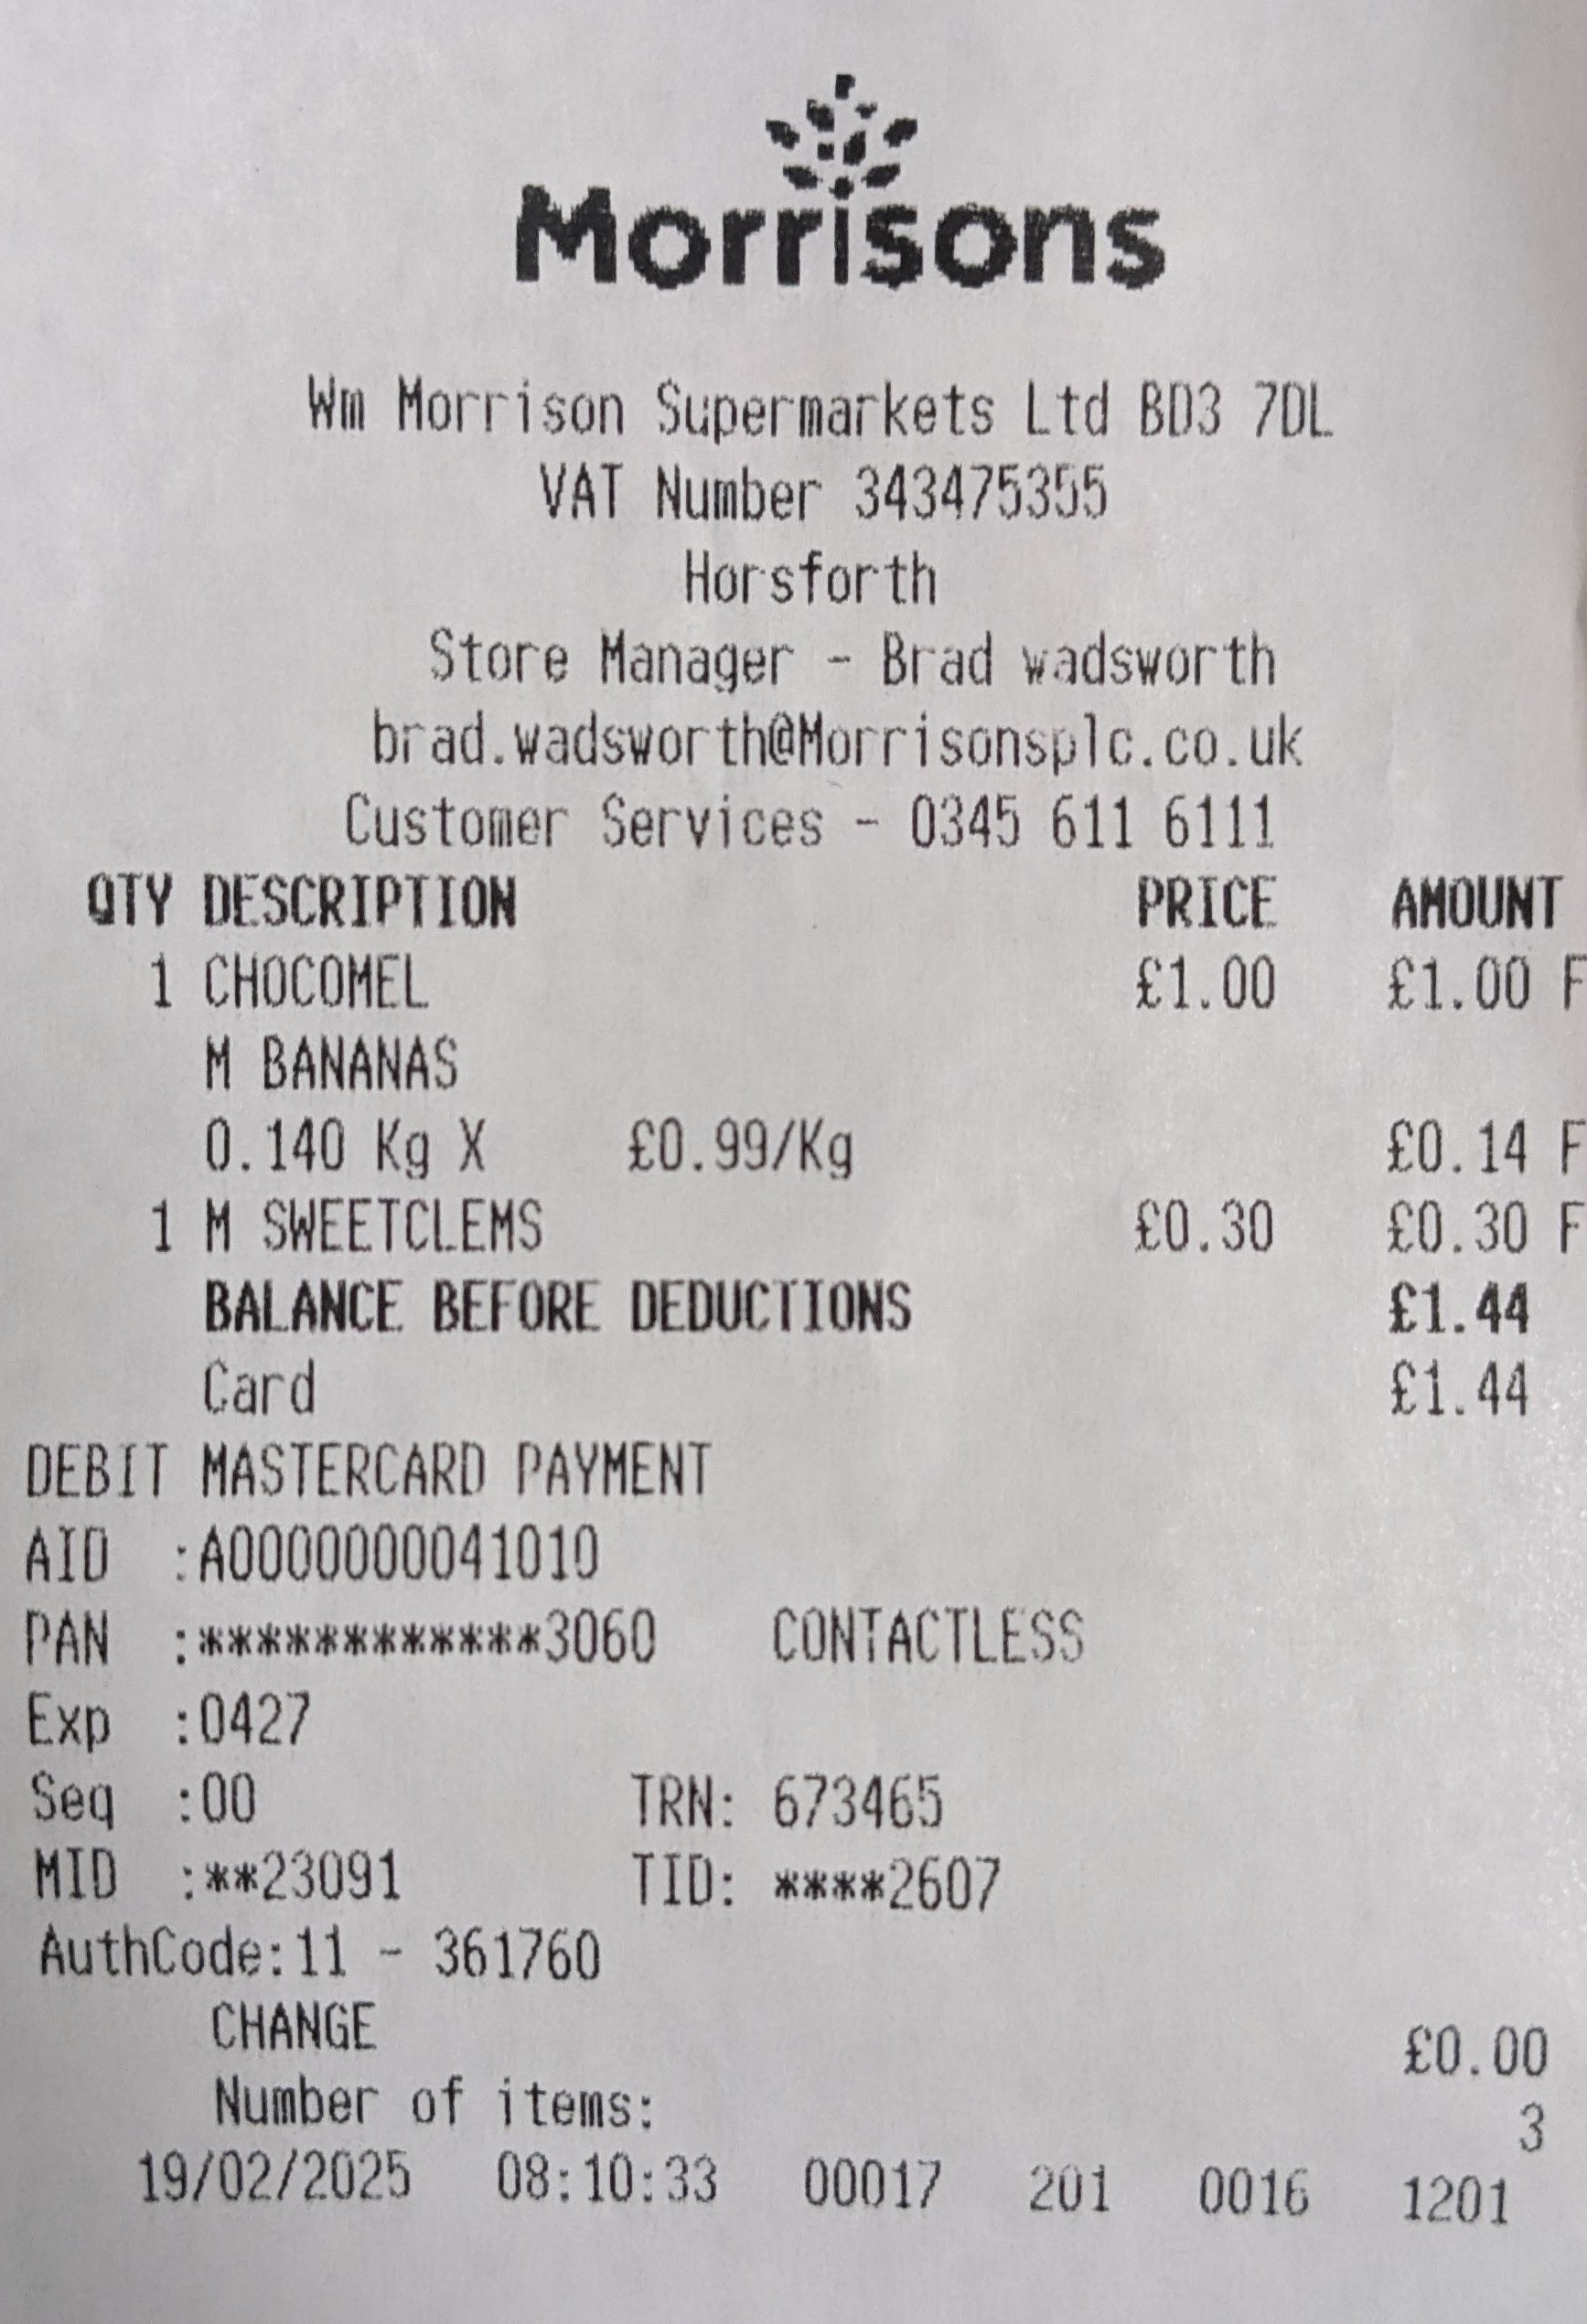 Morrisons
Wm Morrison Supermarkets Ltd BD3 7DL
VAT Number 343475355
Horsforth
Store Manager - Brad wadsworth
brad.wadsworth@Morrisonsplc.co.uk
Customer Services - 0345 611 6111
QTY DESCRIPTION PRICE AMOUNT
1 CHOCOMEL £1.00 £1.00 F
M BANANAS
0.140 Kg X £0.99/Kg £0.14 F
1 M SWEETCLEMS £0.30 £0.30 F
BALANCE BEFORE DEDUCTIONS £1.44
Card £1.44
DEBIT MASTERCARD PAYMENT
AID :A0000000041010
PAN :************3060 CONTACTLESS
Exp :0427
Seq :00 TRN: 673465
MID :**23091 TID: ****2607
AuthCode:11 - 361760
CHANGE £0.00
Number of items: 3
19/02/2025 08:10:33 00017 201 0016 1201